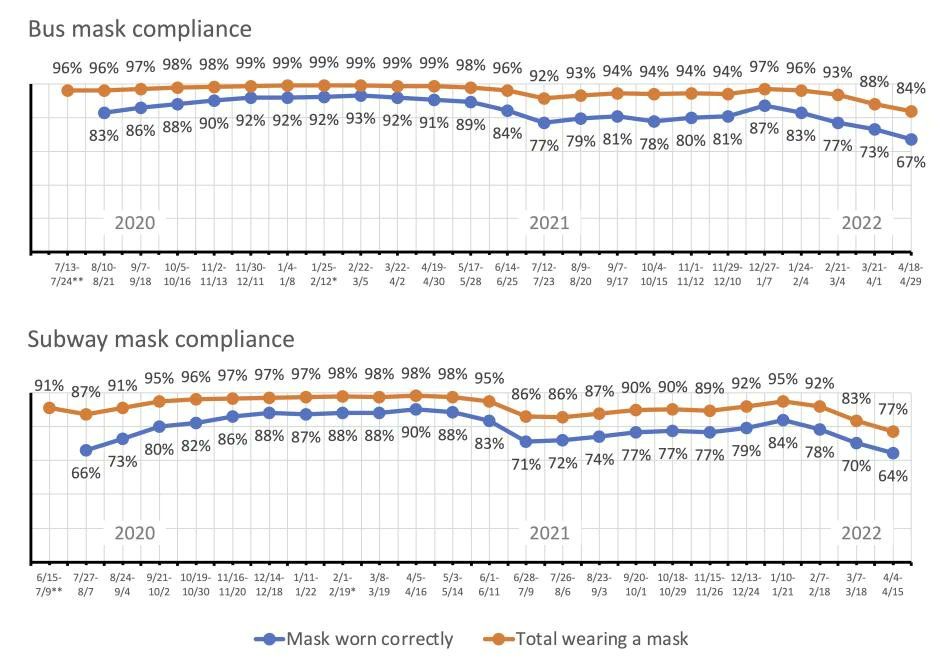 Bus mask compliance
96% 96% 97% 98% 98% 99% 99% 99% 99% 99% 99% 98% 96% 92% 93% 94% 94% 94% 94% 97% 96% 93% 88% 84%
83% 86% 88% 90% 92% 92% 92% 93% 92% 91% 89% 84% 77% 79% 81% 78% 80% 81% 87% 83% 77% 73% 67%
2020 2021 2022
7/13- 8/10- 9/7- 10/5- 11/2- 11/30- 1/4- 1/25- 2/22- 3/22- 4/19- 5/17- 6/14- 7/12- 8/9- 9/7- 10/4- 11/1- 11/29- 12/27- 1/24- 2/21- 3/21- 4/18-
7/24** 8/21 9/18 10/16 11/13 12/11 1/8 2/12* 3/5 4/2 4/30 5/28 6/25 7/23 8/20 9/17 10/15 11/12 12/10 1/7 2/4 3/4 4/1 4/29
Subway mask compliance
91% 87% 91% 95% 96% 97% 97% 97% 98% 98% 98% 98% 95% 86% 86% 87% 90% 90% 89% 92% 95% 92% 83% 77%
66% 73% 80% 82% 86% 88% 87% 88% 88% 90% 88% 83% 71% 72% 74% 77% 77% 77% 79% 84% 78% 70% 64%
2020 2021 2022
6/15- 7/27- 8/24- 9/21- 10/19- 11/16- 12/14- 1/11- 2/1- 3/8- 4/5- 5/3- 6/1- 6/28- 7/26- 8/23- 9/20- 10/18- 11/15- 12/13- 1/10- 2/7- 3/7- 4/4-
7/9** 8/7 9/4 10/2 10/30 11/20 12/18 1/22 2/19* 3/19 4/16 5/14 6/11 7/9 8/6 9/3 10/1 10/29 11/26 12/24 1/21 2/18 3/18 4/15
Mask worn correctly Total wearing a mask